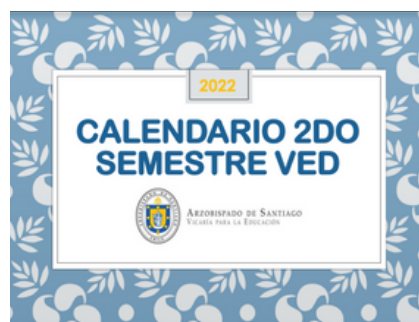 2022
CALENDARIO 2DO
SEMESTRE VED
ARZOBISPADO DE SANTIAGO
VICARÍA PARA LA EDUCACIÓN